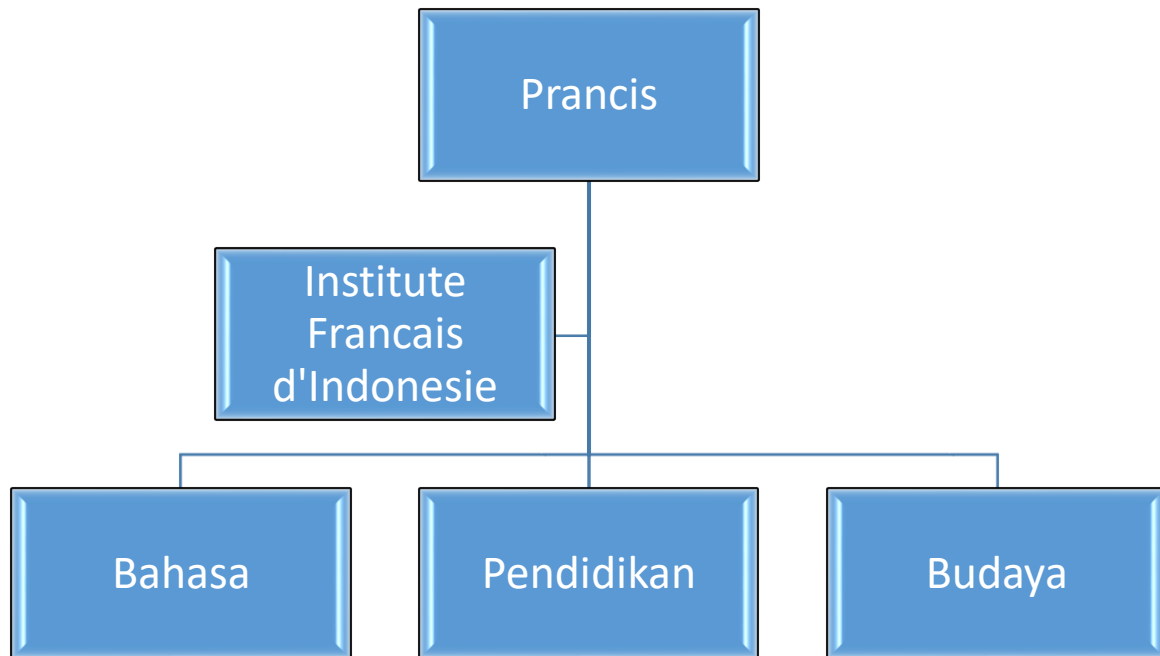 Prancis
Institute
Francais
d'Indonesie
Bahasa
Pendidikan
Budaya